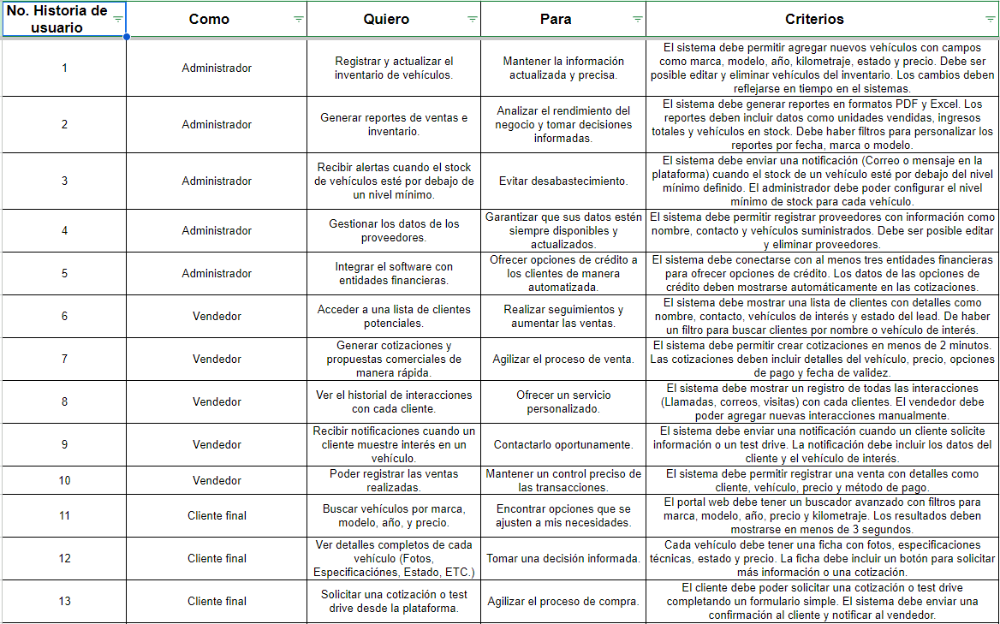 No. Historia de
usuario
Como
Quiero
Para
Criterios
1
Administrador
Registrar y actualizar el
inventario de vehículos.
Mantener la información
actualizada y precisa.
El sistema debe permitir agregar nuevos vehículos con campos
como marca, modelo, año, kilometraje, estado y precio. Debe ser
posible editar y eliminar vehículos del inventario. Los cambios deben
reflejarse en tiempo en el sistemas.
2
Administrador
Generar reportes de ventas e
inventario.
Analizar el rendimiento del
negocio y tomar decisiones
informadas.
El sistema debe generar reportes en formatos PDF y Excel. Los
reportes deben incluir datos como unidades vendidas, ingresos
totales y vehículos en stock. Debe haber filtros para personalizar los
reportes por fecha, marca o modelo.
3
Administrador
Recibir alertas cuando el stock
de vehículos esté por debajo de
un nivel mínimo.
Evitar desabastecimiento.
El sistema debe enviar una notificación (Correo o mensaje en la
plataforma) cuando el stock de un vehículo esté por debajo del nivel
mínimo definido. El administrador debe poder configurar el nivel
mínimo de stock para cada vehículo.
4
Administrador
Gestionar los datos de los
proveedores.
Garantizar que sus datos estén
siempre disponibles y
actualizados.
El sistema debe permitir registrar proveedores con información como
nombre, contacto y vehículos suministrados. Debe ser posible editar
y eliminar proveedores.
5
Administrador
Integrar el software con
entidades financieras.
Ofrecer opciones de crédito a
los clientes de manera
automatizada.
El sistema debe conectarse con al menos tres entidades financieras
para ofrecer opciones de crédito. Los datos de las opciones de
crédito deben mostrarse automáticamente en las cotizaciones.
6
Vendedor
Acceder a una lista de clientes
potenciales.
Realizar seguimientos y
aumentar las ventas.
El sistema debe mostrar una lista de clientes con detalles como
nombre, contacto, vehículos de interés y estado del lead. De haber
un filtro para buscar clientes por nombre o vehículo de interés.
7
Vendedor
Generar cotizaciones y
propuestas comerciales de
manera rápida.
Agilizar el proceso de venta.
El sistema debe permitir crear cotizaciones en menos de 2 minutos.
Las cotizaciones deben incluir detalles del vehículo, precio, opciones
de pago y fecha de validez.
8
Vendedor
Ver el historial de interacciones
con cada cliente.
Ofrecer un servicio
personalizado.
El sistema debe mostrar un registro de todas las interacciones
(Llamadas, correos, visitas) con cada clientes. El vendedor debe
poder agregar nuevas interacciones manualmente.
9
Vendedor
Recibir notificaciones cuando un
cliente muestre interés en un
vehículo.
Contactarlo oportunamente.
El sistema debe enviar una notificación cuando un cliente solicite
información o un test drive. La notificación debe incluir los datos del
cliente y el vehículo de interés.
10
Vendedor
Poder registrar las ventas
realizadas.
Mantener un control preciso de
las transacciones.
El sistema debe permitir registrar una venta con detalles como
cliente, vehículo, precio y método de pago.
11
Cliente final
Buscar vehículos por marca,
modelo, año, y precio.
Encontrar opciones que se
ajusten a mis necesidades.
El portal web debe tener un buscador avanzado con filtros para
marca, modelo, año, precio y kilometraje. Los resultados deben
mostrarse en menos de 3 segundos.
12
Cliente final
Ver detalles completos de cada
vehículo (Fotos,
Especificaciónes, Estado, ETC.)
Tomar una decisión informada.
Cada vehículo debe tener una ficha con fotos, especificaciones
técnicas, estado y precio. La ficha debe incluir un botón para solicitar
más información o una cotización.
13
Cliente final
Solicitar una cotización o test
drive desde la plataforma.
Agilizar el proceso de compra.
El cliente debe poder solicitar una cotización o test drive
completando un formulario simple. El sistema debe enviar una
confirmación al cliente y notificar al vendedor.